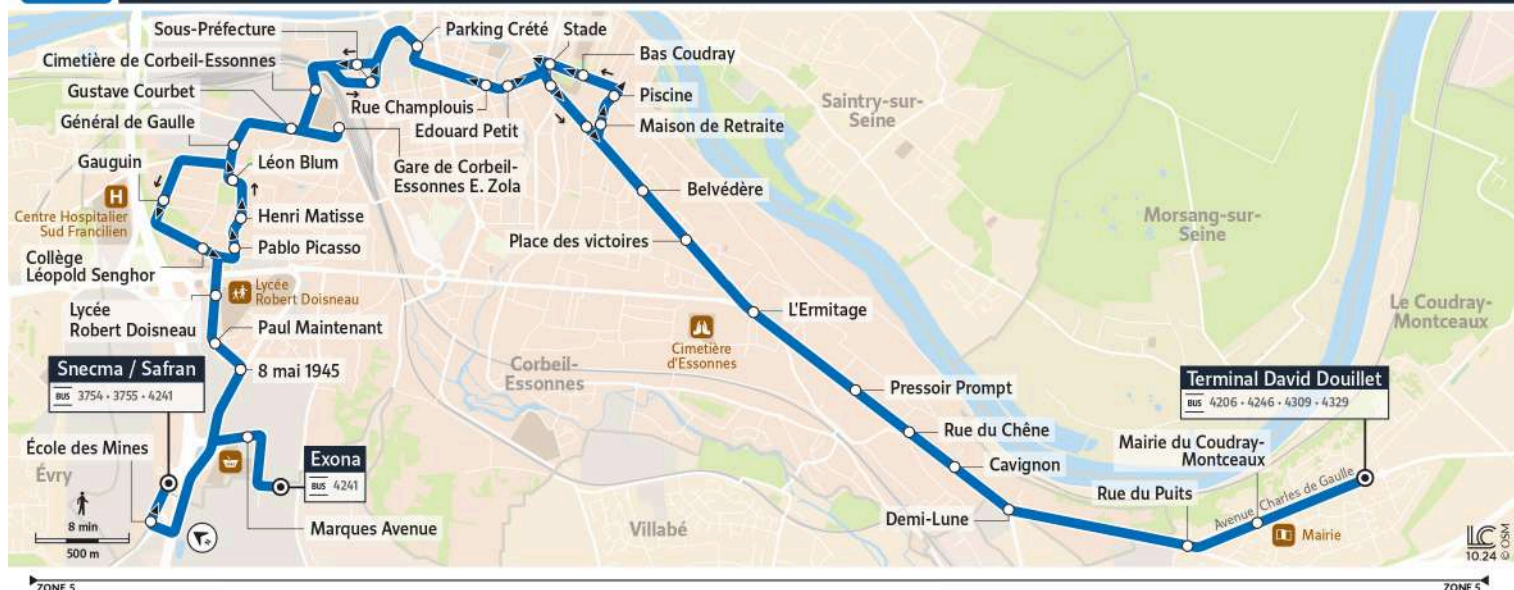 Sous-Préfecture
Parking Crété
Stade
Cimetière de Corbeil-Essonnes
Bas Coudray
Gustave Courbet
Rue Champlouis
Piscine
Saintry-sur-
Seine
Général de Gaulle
Edouard Petit
Maison de Retraite
Gauguin
Léon Blum
Gare de Corbeil-
Essonnes E. Zola
H
Centre Hospitalier
Sud Francilien
Henri Matisse
Belvédère
Morsang-sur-
Seine
Pablo Picasso
Place des victoires
Collège
Léopold Senghor
Lycée
Robert Doisneau
Le Coudray-
Montceaux
Lycée
Robert Doisneau
Paul Maintenant
L'Ermitage
Cimetière
d'Essonnes
Corbeil-
Essonnes
Snecma / Safran
BUS 3754 • 3755 • 4241
8 mai 1945
Pressoir Prompt
Terminal David Douillet
BUS 4206 • 4246 • 4309 • 4329
Rue du Chêne
Mairie du Coudray-
Montceaux
École des Mines
Exona
BUS 4241
Cavignon
Évry
Rue du Puits
Avenue Charles de Gaulle
8 min
500 m
Marques Avenue
Villabé
Demi-Lune
Mairie
LC
10.24
© OSM
ZONE 5
ZONE 5